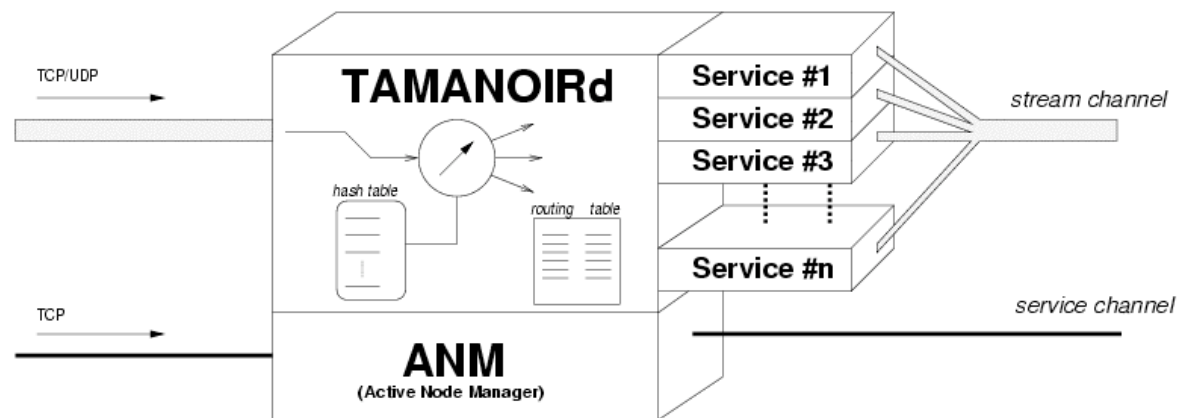 TCP/UDP
TAMANOIRd
hash table
routing table
Service #1
Service #2
Service #3
Service #n
stream channel
TCP
ANM
(Active Node Manager)
service channel